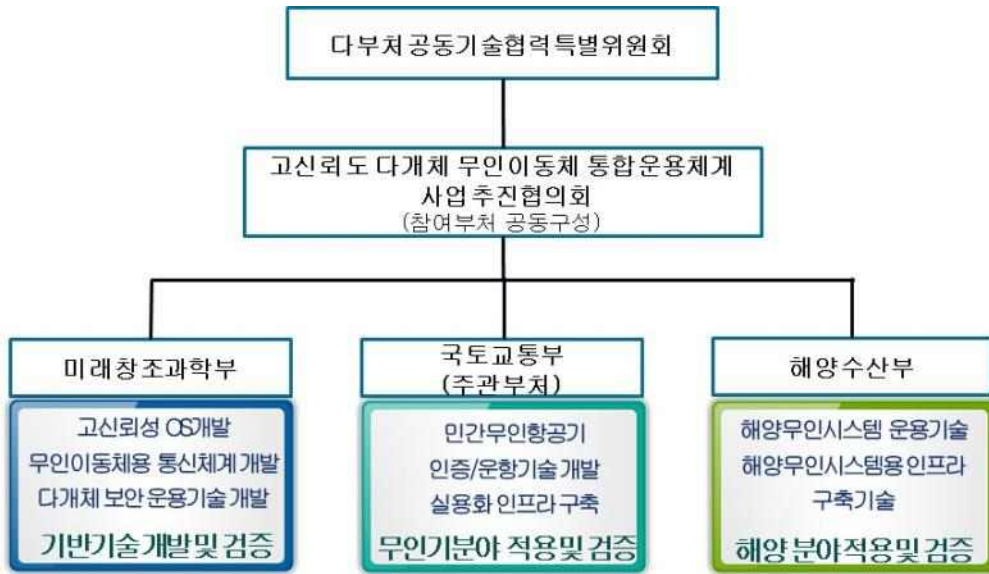 다부처공동기술협력특별위원회
고신뢰도 다개체 무인이동체 통합운용체계
사업추진협의회
(참여부처 공동구성)
미래창조과학부
고신뢰성 OS개발
무인이동체용 통신체계 개발
다개체 보안 운용기술 개발
기반기술 개발 및 검증
국토교통부
(주관부처)
민간무인항공기
인증/운항기술 개발
실용화 인프라 구축
무인기분야 적용 및 검증
해양수산부
해양무인시스템 운용기술
해양무인시스템용 인프라
구축기술
해양 분야 적용 및 검증